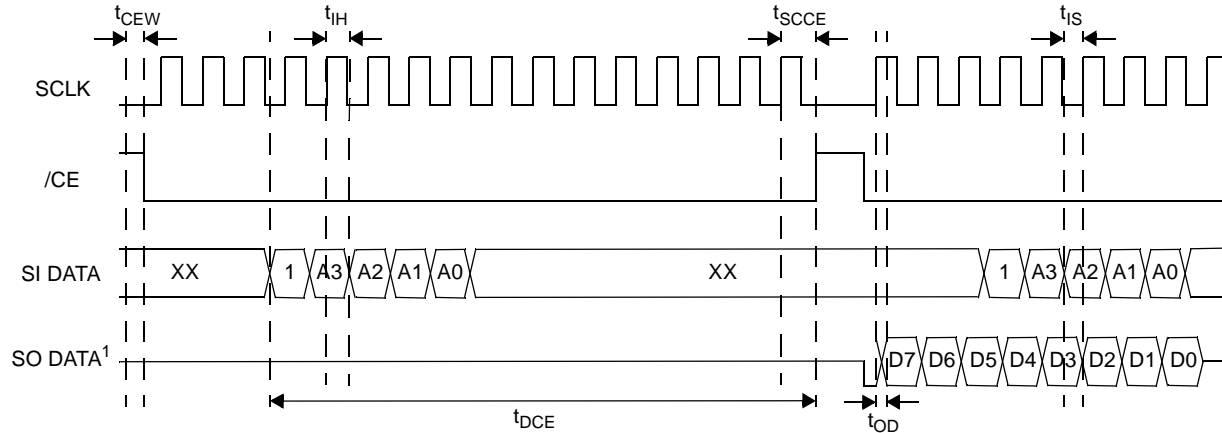 tCEW tIH tSCCE tIS
SCLK
/CE
SI DATA XX 1 A3 A2 A1 A0 XX 1 A3 A2 A1 A0
SO DATA1 D7 D6 D5 D4 D3 D2 D1 D0
tDCE tOD